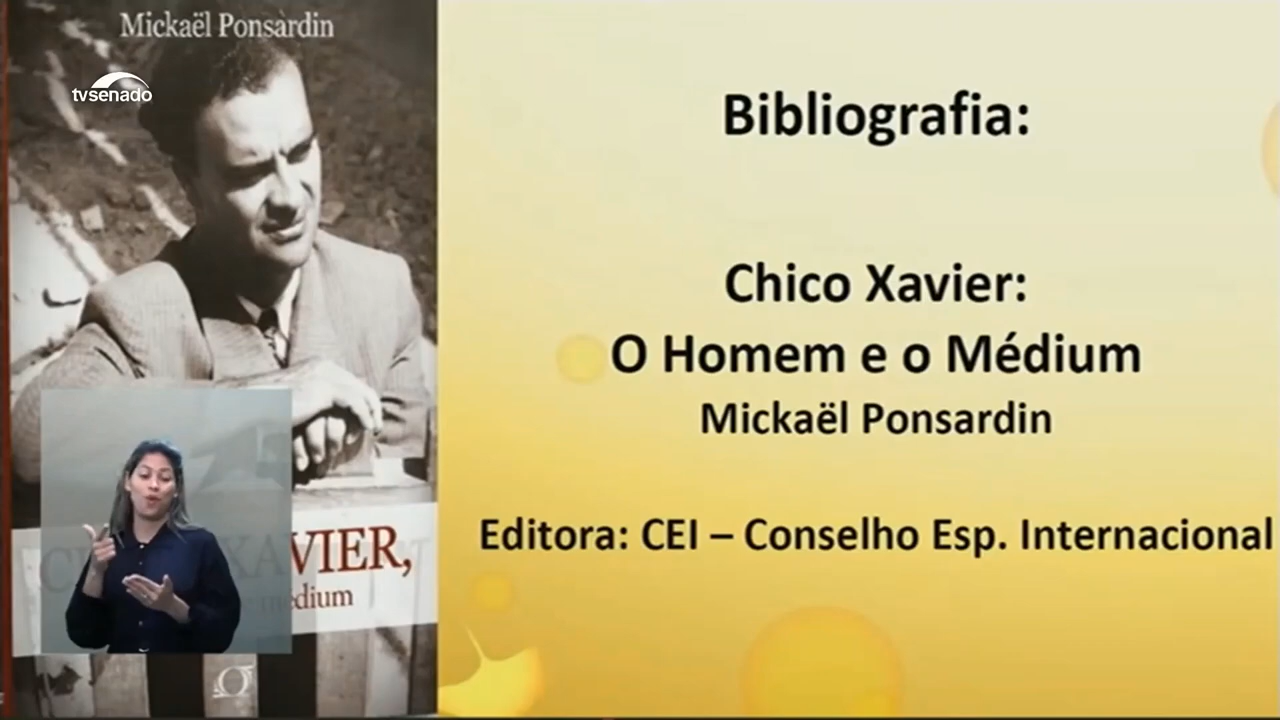 Mickaël Ponsardin
tvsenado
XAVIER,
médium
Bibliografia:
Chico Xavier:
O Homem e o Médium
Mickaël Ponsardin
Editora: CEI – Conselho Esp. Internacional